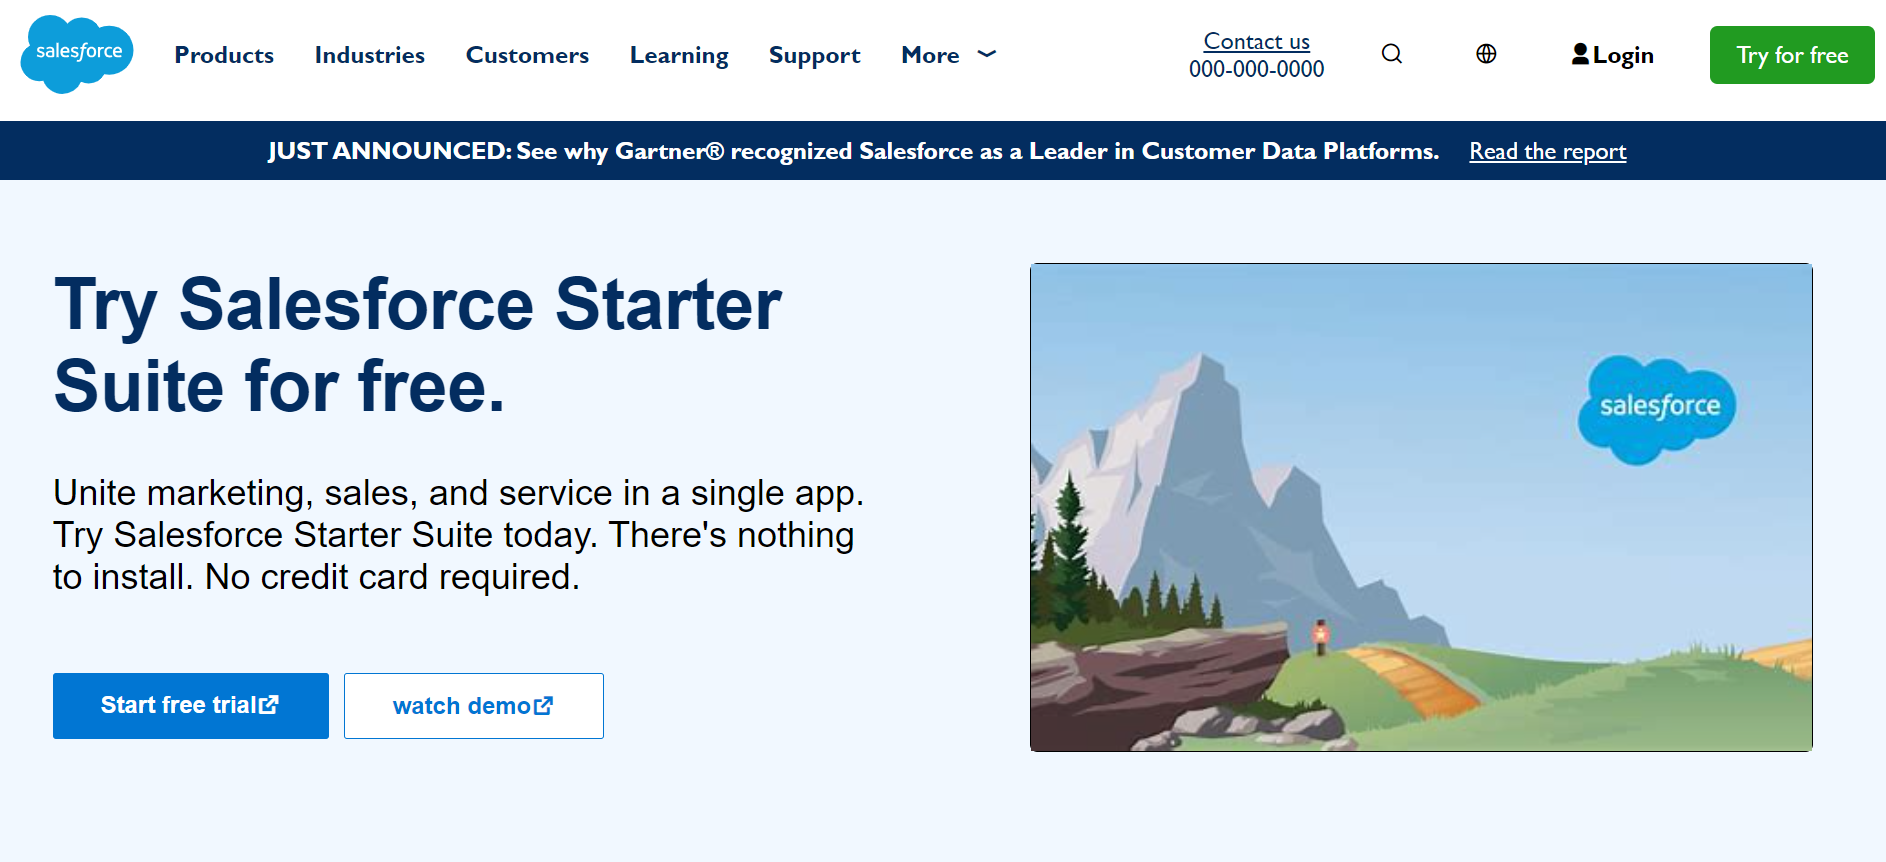 salesforce
Products Industries Customers Learning Support More
Contact us
000-000-0000
Login
Try for free
JUST ANNOUNCED: See why Gartner® recognized Salesforce as a Leader in Customer Data Platforms. Read the report
Try Salesforce Starter
Suite for free.
Unite marketing, sales, and service in a single app.
Try Salesforce Starter Suite today. There's nothing
to install. No credit card required.
Start free trial
watch demo
salesforce